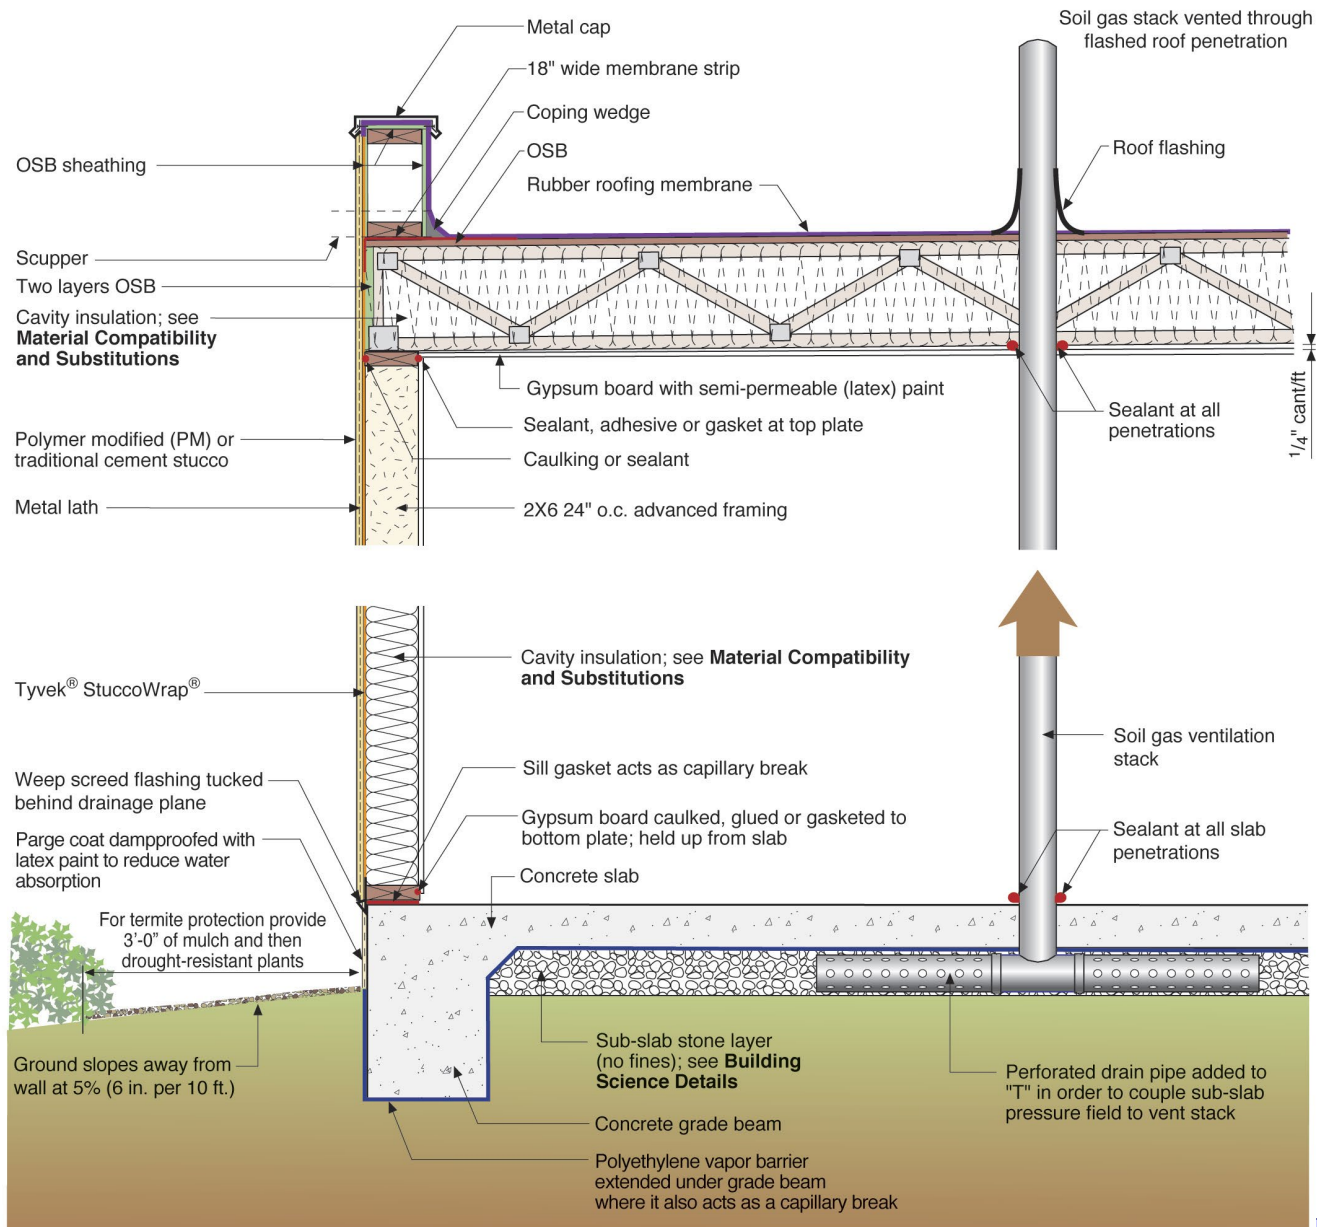 Metal cap
18" wide membrane strip
Coping wedge
OSB
Rubber roofing membrane
Soil gas stack vented through
flashed roof penetration
Roof flashing
OSB sheathing
Scupper
Two layers OSB
Cavity insulation; see
Material Compatibility
and Substitutions
Gypsum board with semi-permeable (latex) paint
Sealant, adhesive or gasket at top plate
Caulking or sealant
Sealant at all
penetrations
1/4" cant/ft
Polymer modified (PM) or
traditional cement stucco
Metal lath
2X6 24" o.c. advanced framing
Cavity insulation; see Material Compatibility
and Substitutions
Tyvek® StuccoWrap®
Soil gas ventilation
stack
Weep screed flashing tucked
behind drainage plane
Sill gasket acts as capillary break
Gypsum board caulked, glued or gasketed to
bottom plate; held up from slab
Sealant at all slab
penetrations
Parge coat dampproofed with
latex paint to reduce water
absorption
Concrete slab
For termite protection provide
3'-0” of mulch and then
drought-resistant plants
Ground slopes away from
wall at 5% (6 in. per 10 ft.)
Sub-slab stone layer
(no fines); see Building
Science Details
Perforated drain pipe added to
"T" in order to couple sub-slab
pressure field to vent stack
Concrete grade beam
Polyethylene vapor barrier
extended under grade beam
where it also acts as a capillary break